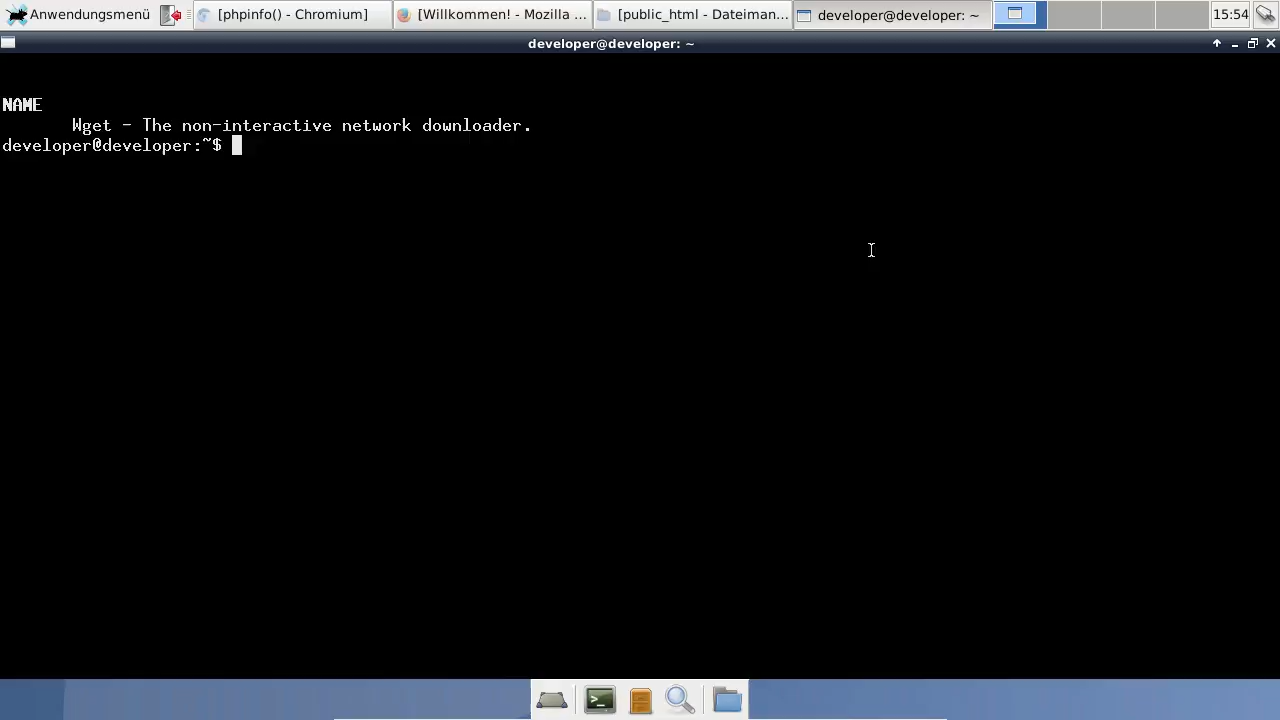 Anwendungsmenü
[phpinfo() - Chromium]
[Willkommen! - Mozilla ...
[public_html - Dateiman...
developer@developer: ~
15:54
developer@developer: ~
NAME
Wget - The non-interactive network downloader.
developer@developer:~$